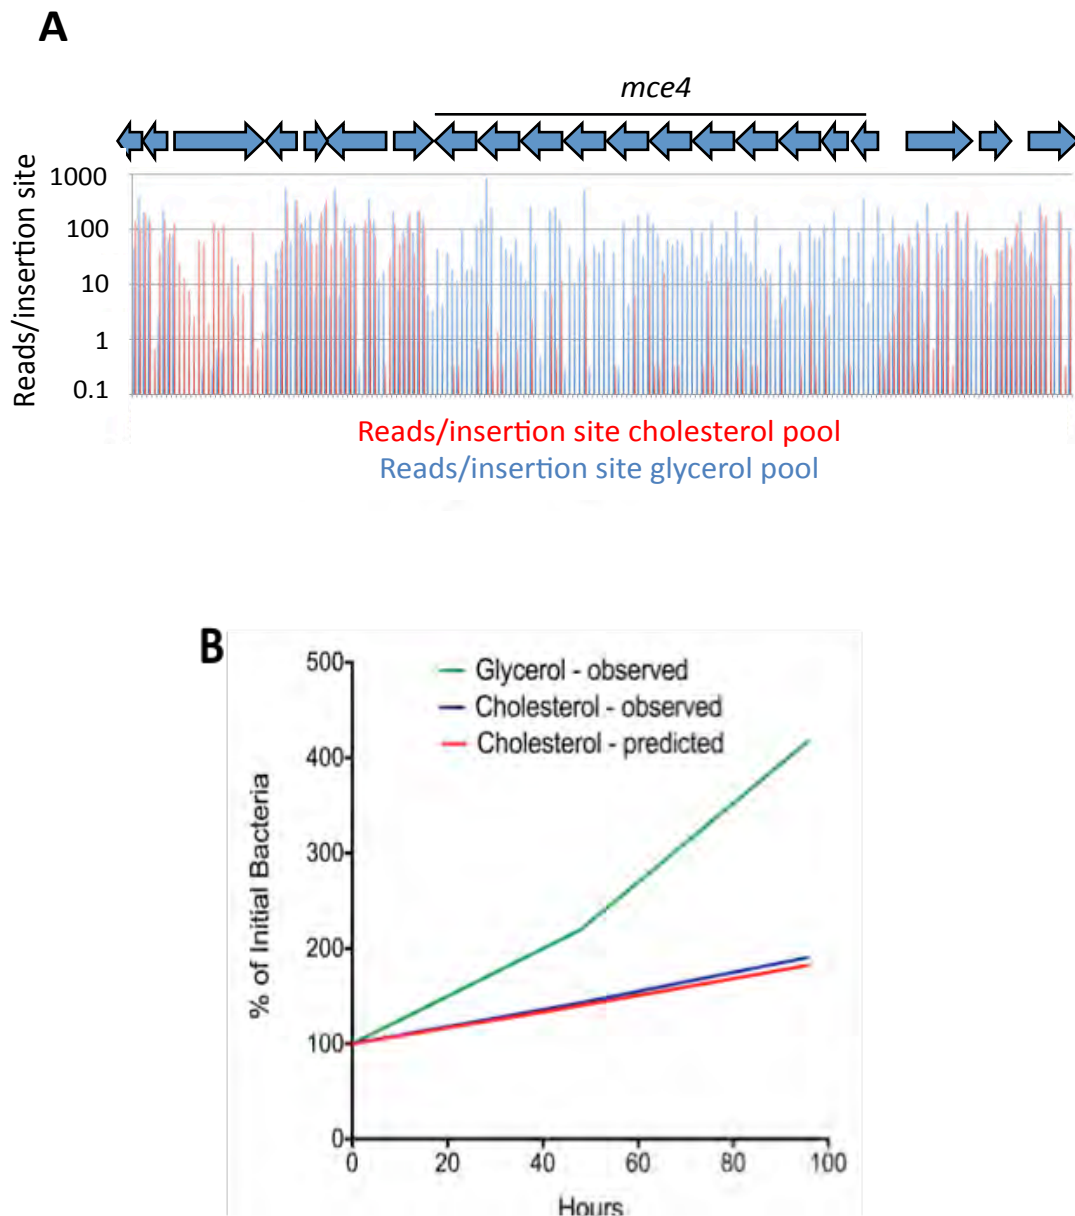 A
mce4
Reads/insertion site
1000
100
10
1
0.1
Reads/insertion site cholesterol pool
Reads/insertion site glycerol pool
B
% of Initial Bacteria
500
400
300
200
100
0
Glycerol - observed
Cholesterol - observed
Cholesterol - predicted
0 20 40 60 80 100
Hours